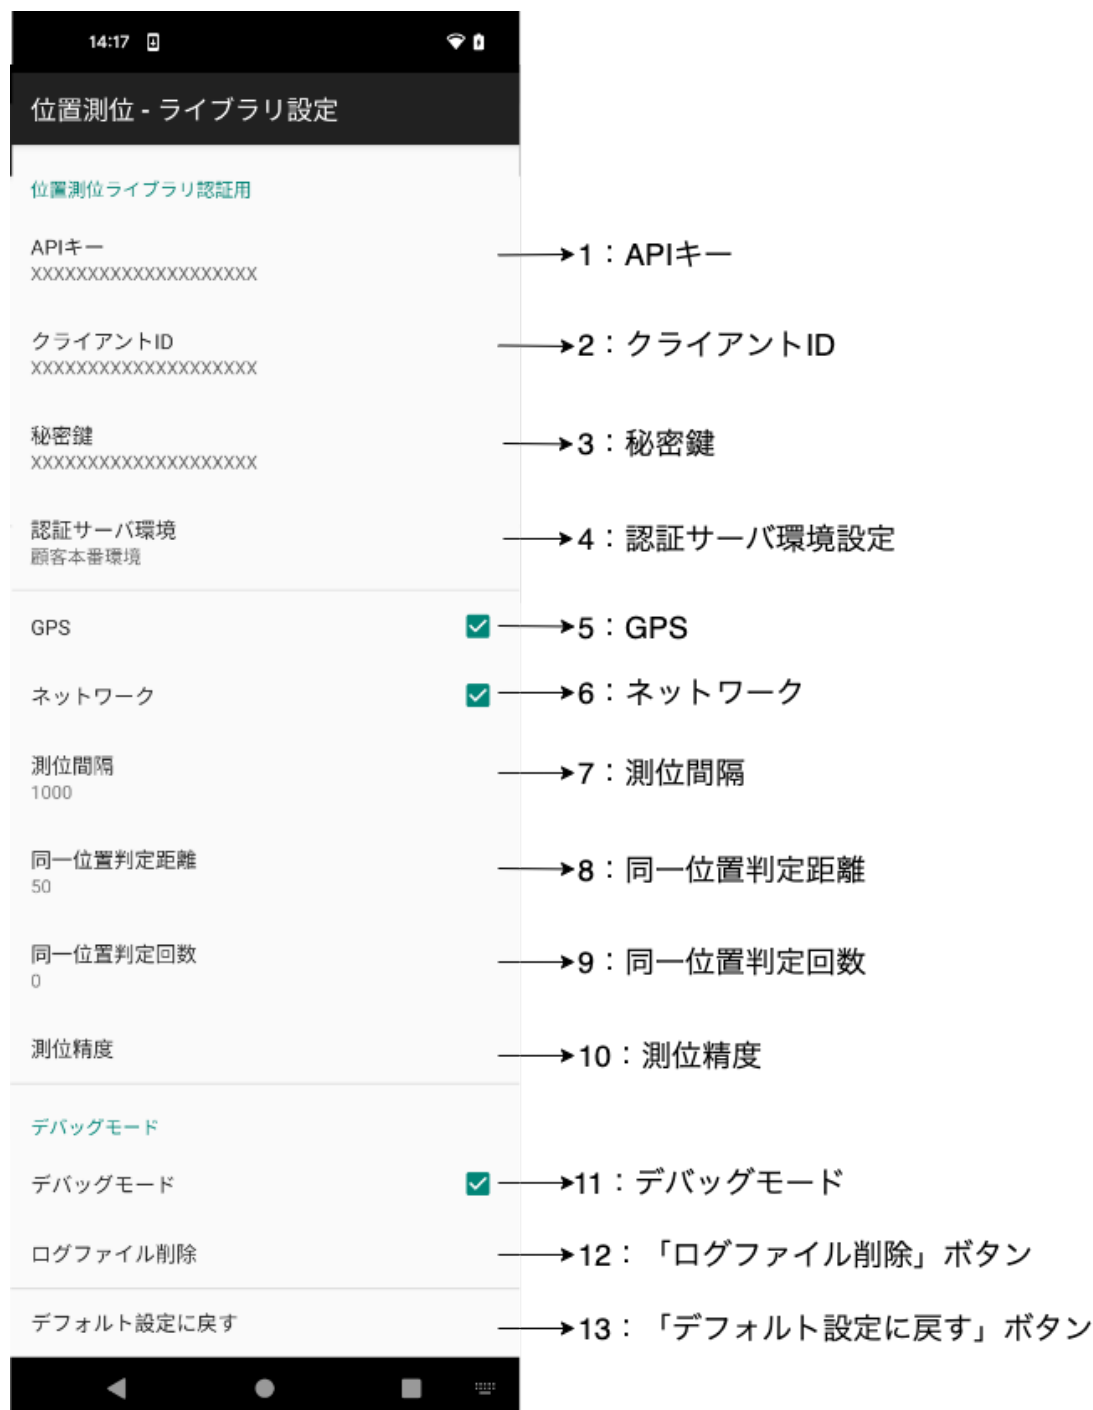 14:17
位置測位 - ライブラリ設定
位置測位ライブラリ認証用
APIキー
XXXXXXXXXXXXXXXXXXXX
1：APIキー
クライアントID
XXXXXXXXXXXXXXXXXXXX
2：クライアントID
秘密鍵
XXXXXXXXXXXXXXXXXXXX
3：秘密鍵
認証サーバ環境
顧客本番環境
4：認証サーバ環境設定
GPS
5：GPS
ネットワーク
6：ネットワーク
測位間隔
1000
7：測位間隔
同一位置判定距離
50
8：同一位置判定距離
同一位置判定回数
0
9：同一位置判定回数
測位精度
10：測位精度
デバッグモード
デバッグモード
11：デバッグモード
ログファイル削除
12：「ログファイル削除」ボタン
デフォルト設定に戻す
13：「デフォルト設定に戻す」ボタン